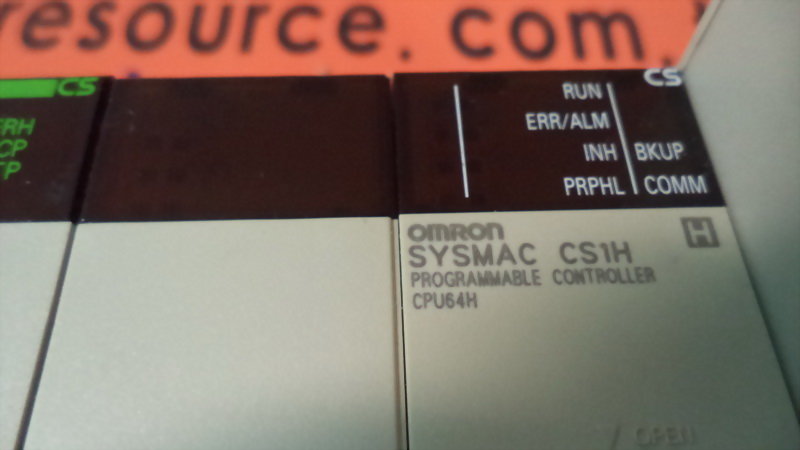 resource.com.
CS
ERH
CP
TP
CS
RUN
ERR/ALM
INH BKUP
PRPHL COMM
OMRON
H
SYSMAC CS1H
PROGRAMMABLE CONTROLLER
CPU64H
OPEN